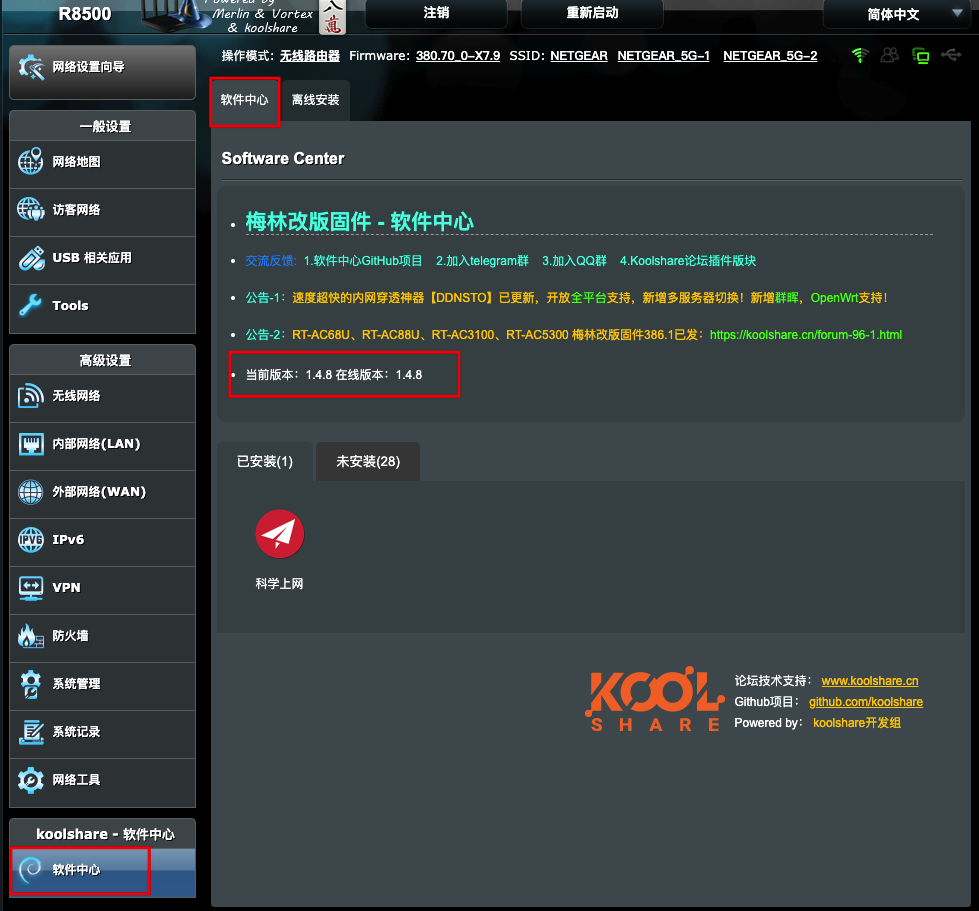 R8500
Powered by
Merlin & Vortex
& koolshare
八萬
注销
重新启动
简体中文
操作模式: 无线路由器 Firmware: 380.70_0-X7.9 SSID: NETGEAR NETGEAR_5G-1 NETGEAR_5G-2
网络设置向导
一般设置
网络地图
访客网络
USB 相关应用
Tools
高级设置
无线网络
内部网络(LAN)
外部网络(WAN)
IPV6
IPv6
VPN
防火墙
系统管理
系统记录
网络工具
koolshare - 软件中心
软件中心
软件中心 离线安装
Software Center
梅林改版固件 - 软件中心
交流反馈: 1.软件中心GitHub项目 2.加入telegram群 3.加入QQ群 4.Koolshare论坛插件版块
公告-1：速度超快的内网穿透神器【DDNSTO】已更新，开放全平台支持，新增多服务器切换！新增群晖，OpenWrt支持！
公告-2：RT-AC68U、RT-AC88U、RT-AC3100、RT-AC5300 梅林改版固件386.1已发：https://koolshare.cn/forum-96-1.html
当前版本：1.4.8 在线版本：1.4.8
已安装(1) 未安装(28)
科学上网
KOOL
SHARE
论坛技术支持： www.koolshare.cn
Github项目： github.com/koolshare
Powered by： koolshare开发组